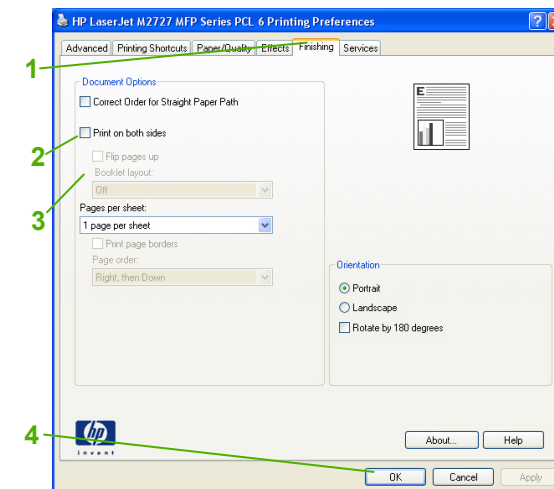 HP LaserJet M2727 MFP Series PCL 6 Printing Preferences
?
Advanced Printing Shortcuts Paper/Quality Effects Finishing Services
1
Document Options
Correct Order for Straight Paper Path
E
2
Print on both sides
Flip pages up
Booklet layout:
Off
3
Pages per sheet:
1 page per sheet
Print page borders
Page order:
Right, then Down
Orientation
Portrait
Landscape
Rotate by 180 degrees
hp
invent
4
About... Help
OK Cancel Apply